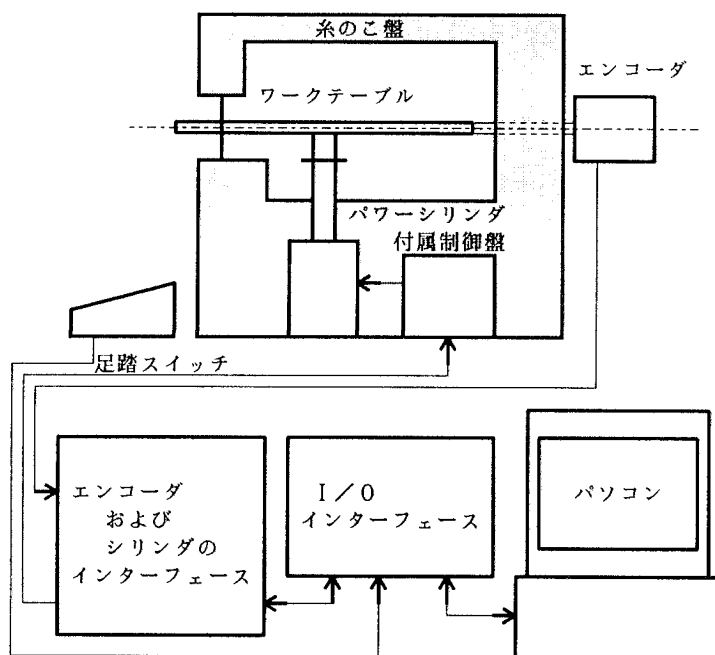 糸のこ盤
エンコーダ
ワークテーブル
パワーシリンダ
付属制御盤
足踏スイッチ
エンコーダ
および
シリンダの
インターフェース
I/O
インターフェース
パソコン